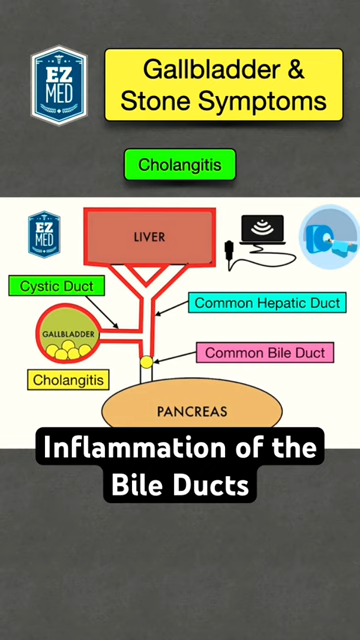 EZ
MED
Gallbladder &
Stone Symptoms
Cholangitis
EZ
MED
LIVER
Cystic Duct
Common Hepatic Duct
GALLBLADDER
Common Bile Duct
Cholangitis
PANCREAS
Inflammation of the
Bile Ducts